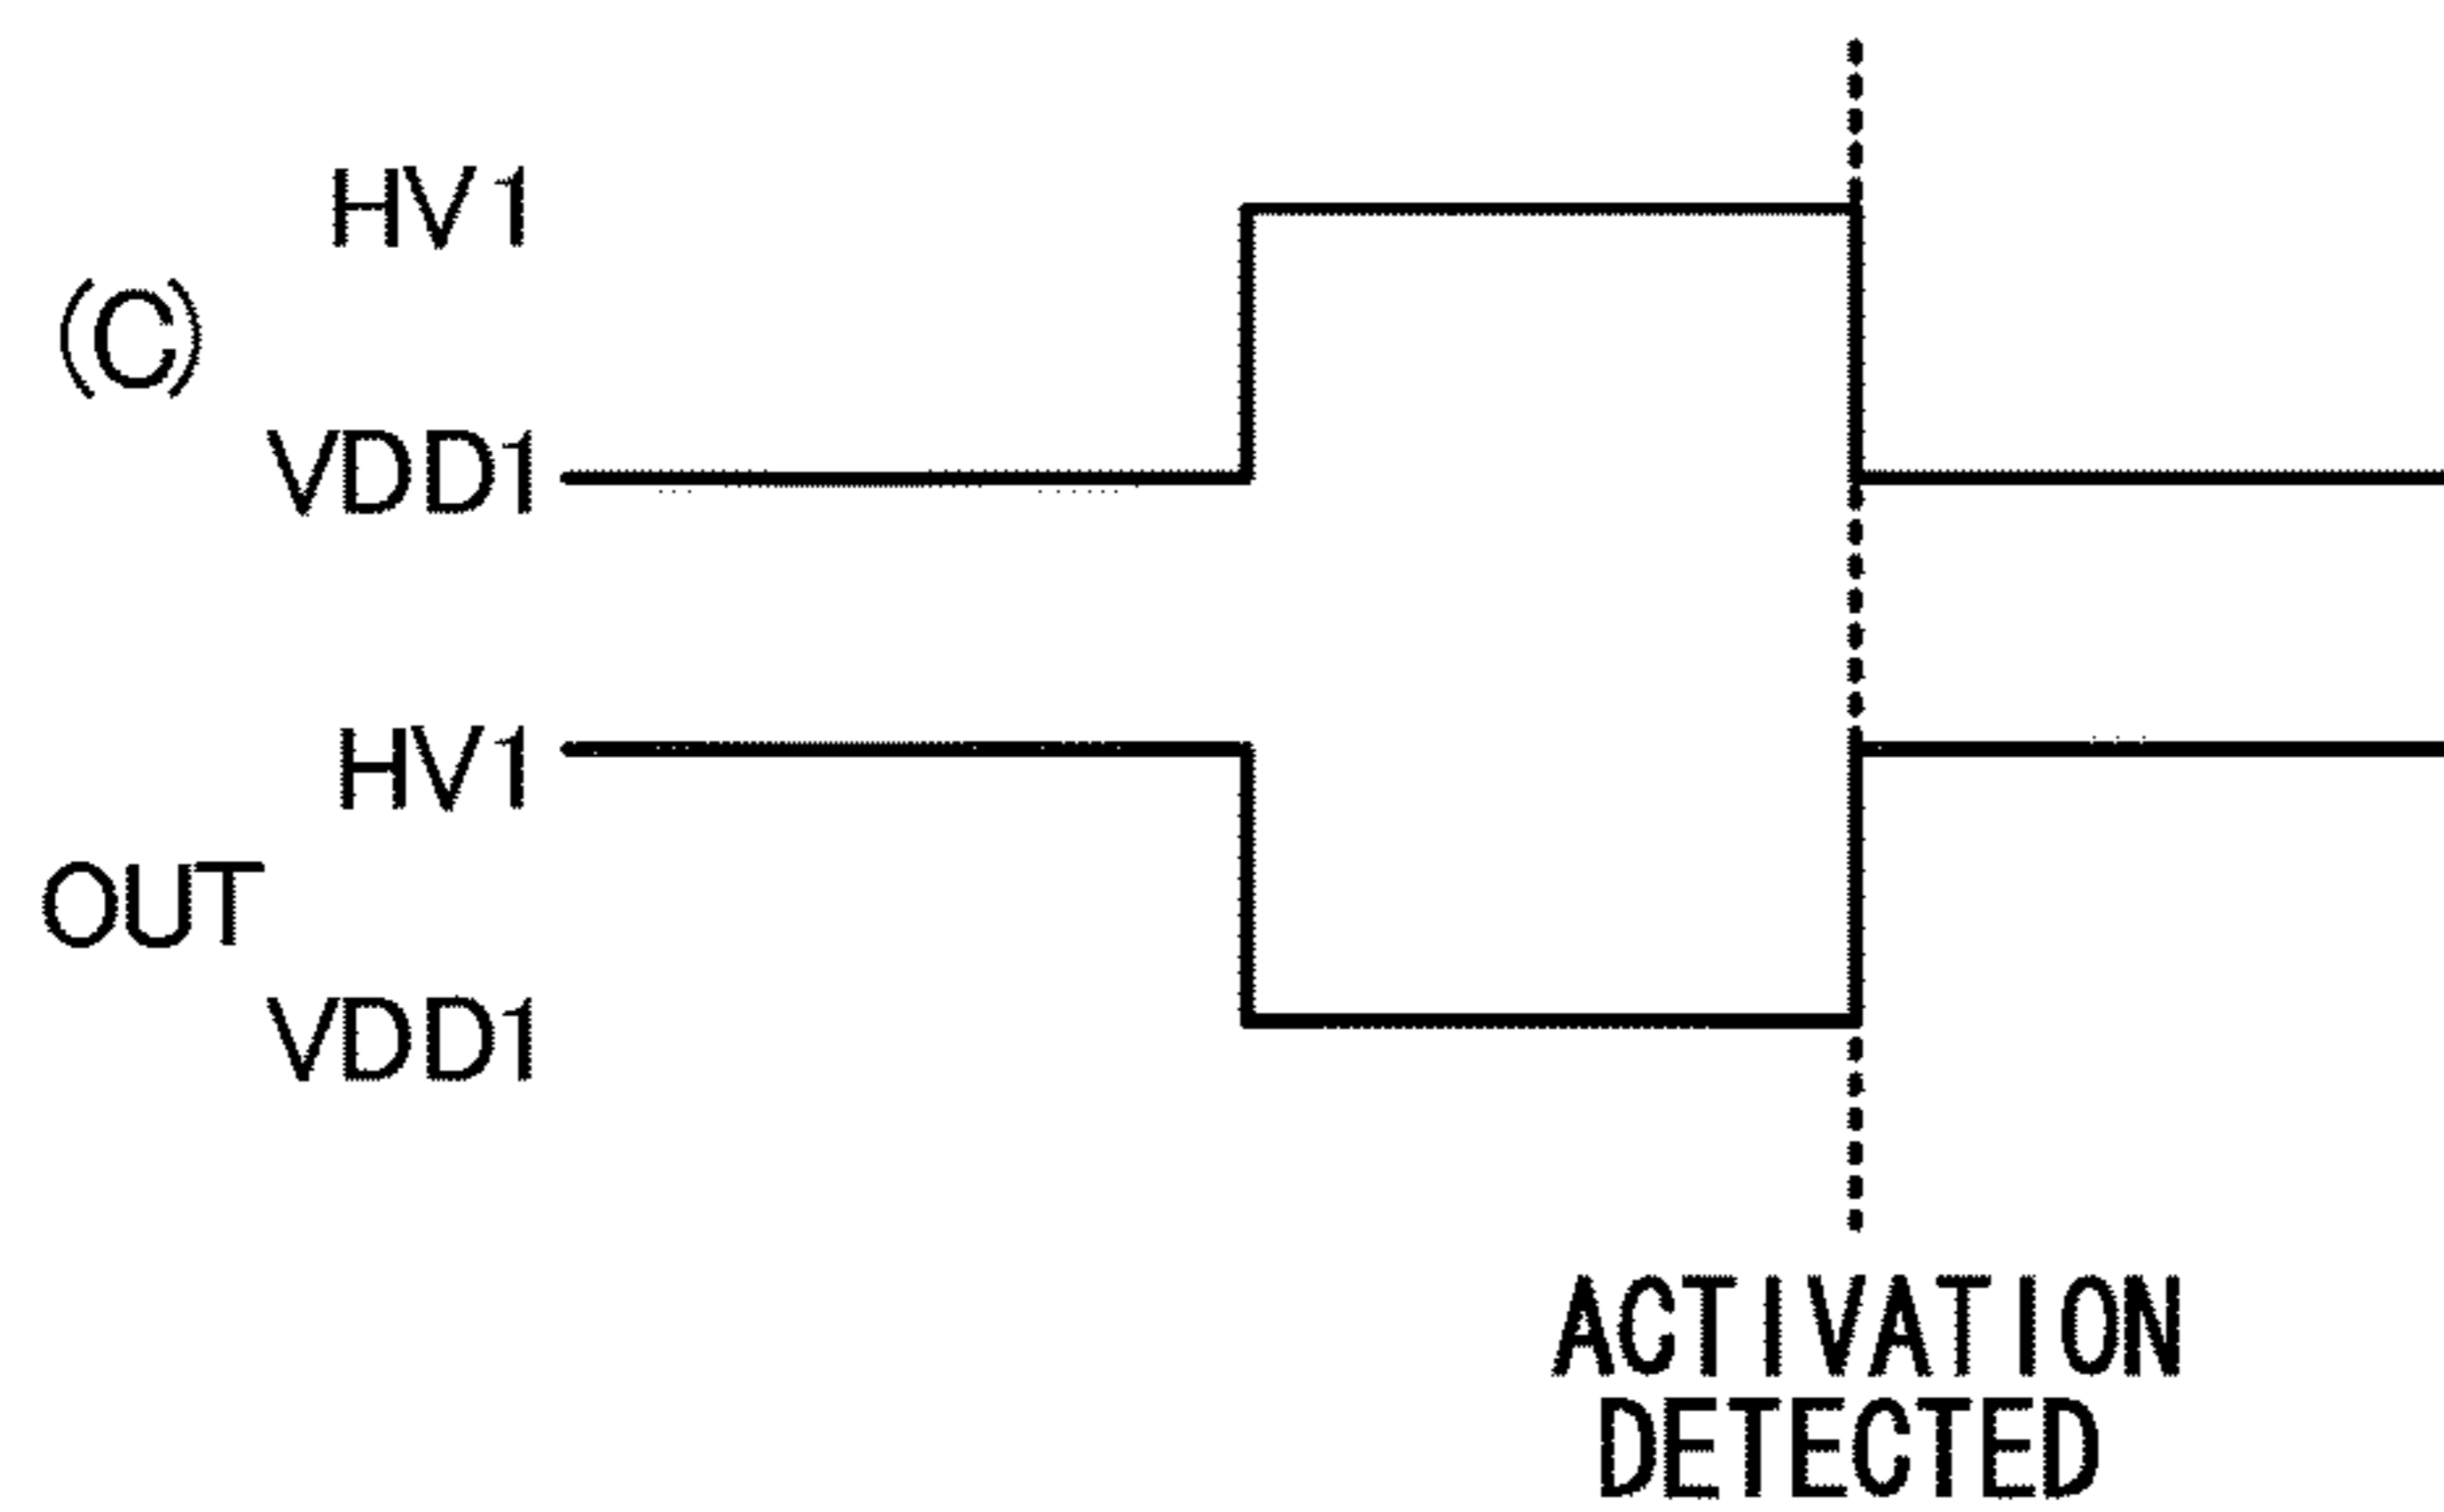 HV1
(C)
VDD1
HV1
OUT
VDD1
ACTIVATION
DETECTED